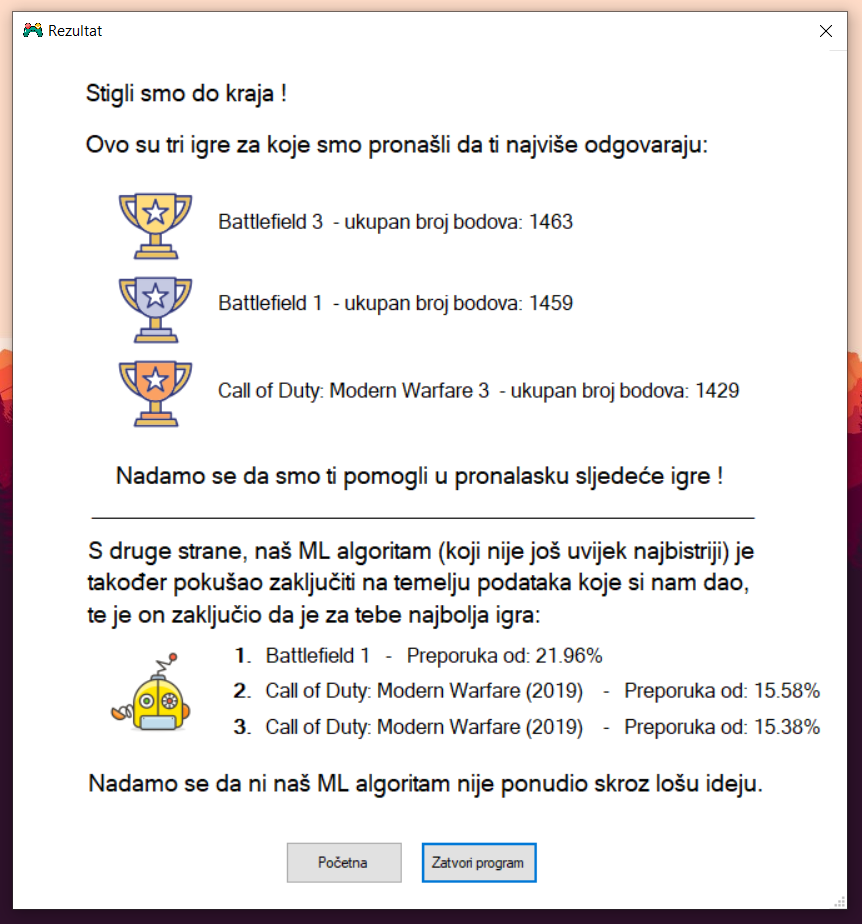 Rezultat
Stigli smo do kraja !
Ovo su tri igre za koje smo pronašli da ti najviše odgovaraju:
Battlefield 3 - ukupan broj bodova: 1463
Battlefield 1 - ukupan broj bodova: 1459
Call of Duty: Modern Warfare 3 - ukupan broj bodova: 1429
Nadamo se da smo ti pomogli u pronalasku sljedeće igre !
S druge strane, naš ML algoritam (koji nije još uvijek najbistriji) je
također pokušao zaključiti na temelju podataka koje si nam dao,
te je on zaključio da je za tebe najbolja igra:
1. Battlefield 1 - Preporuka od: 21.96%
2. Call of Duty: Modern Warfare (2019) - Preporuka od: 15.58%
3. Call of Duty: Modern Warfare (2019) - Preporuka od: 15.38%
Nadamo se da ni naš ML algoritam nije ponudio skroz lošu ideju.
Početna
Zatvori program